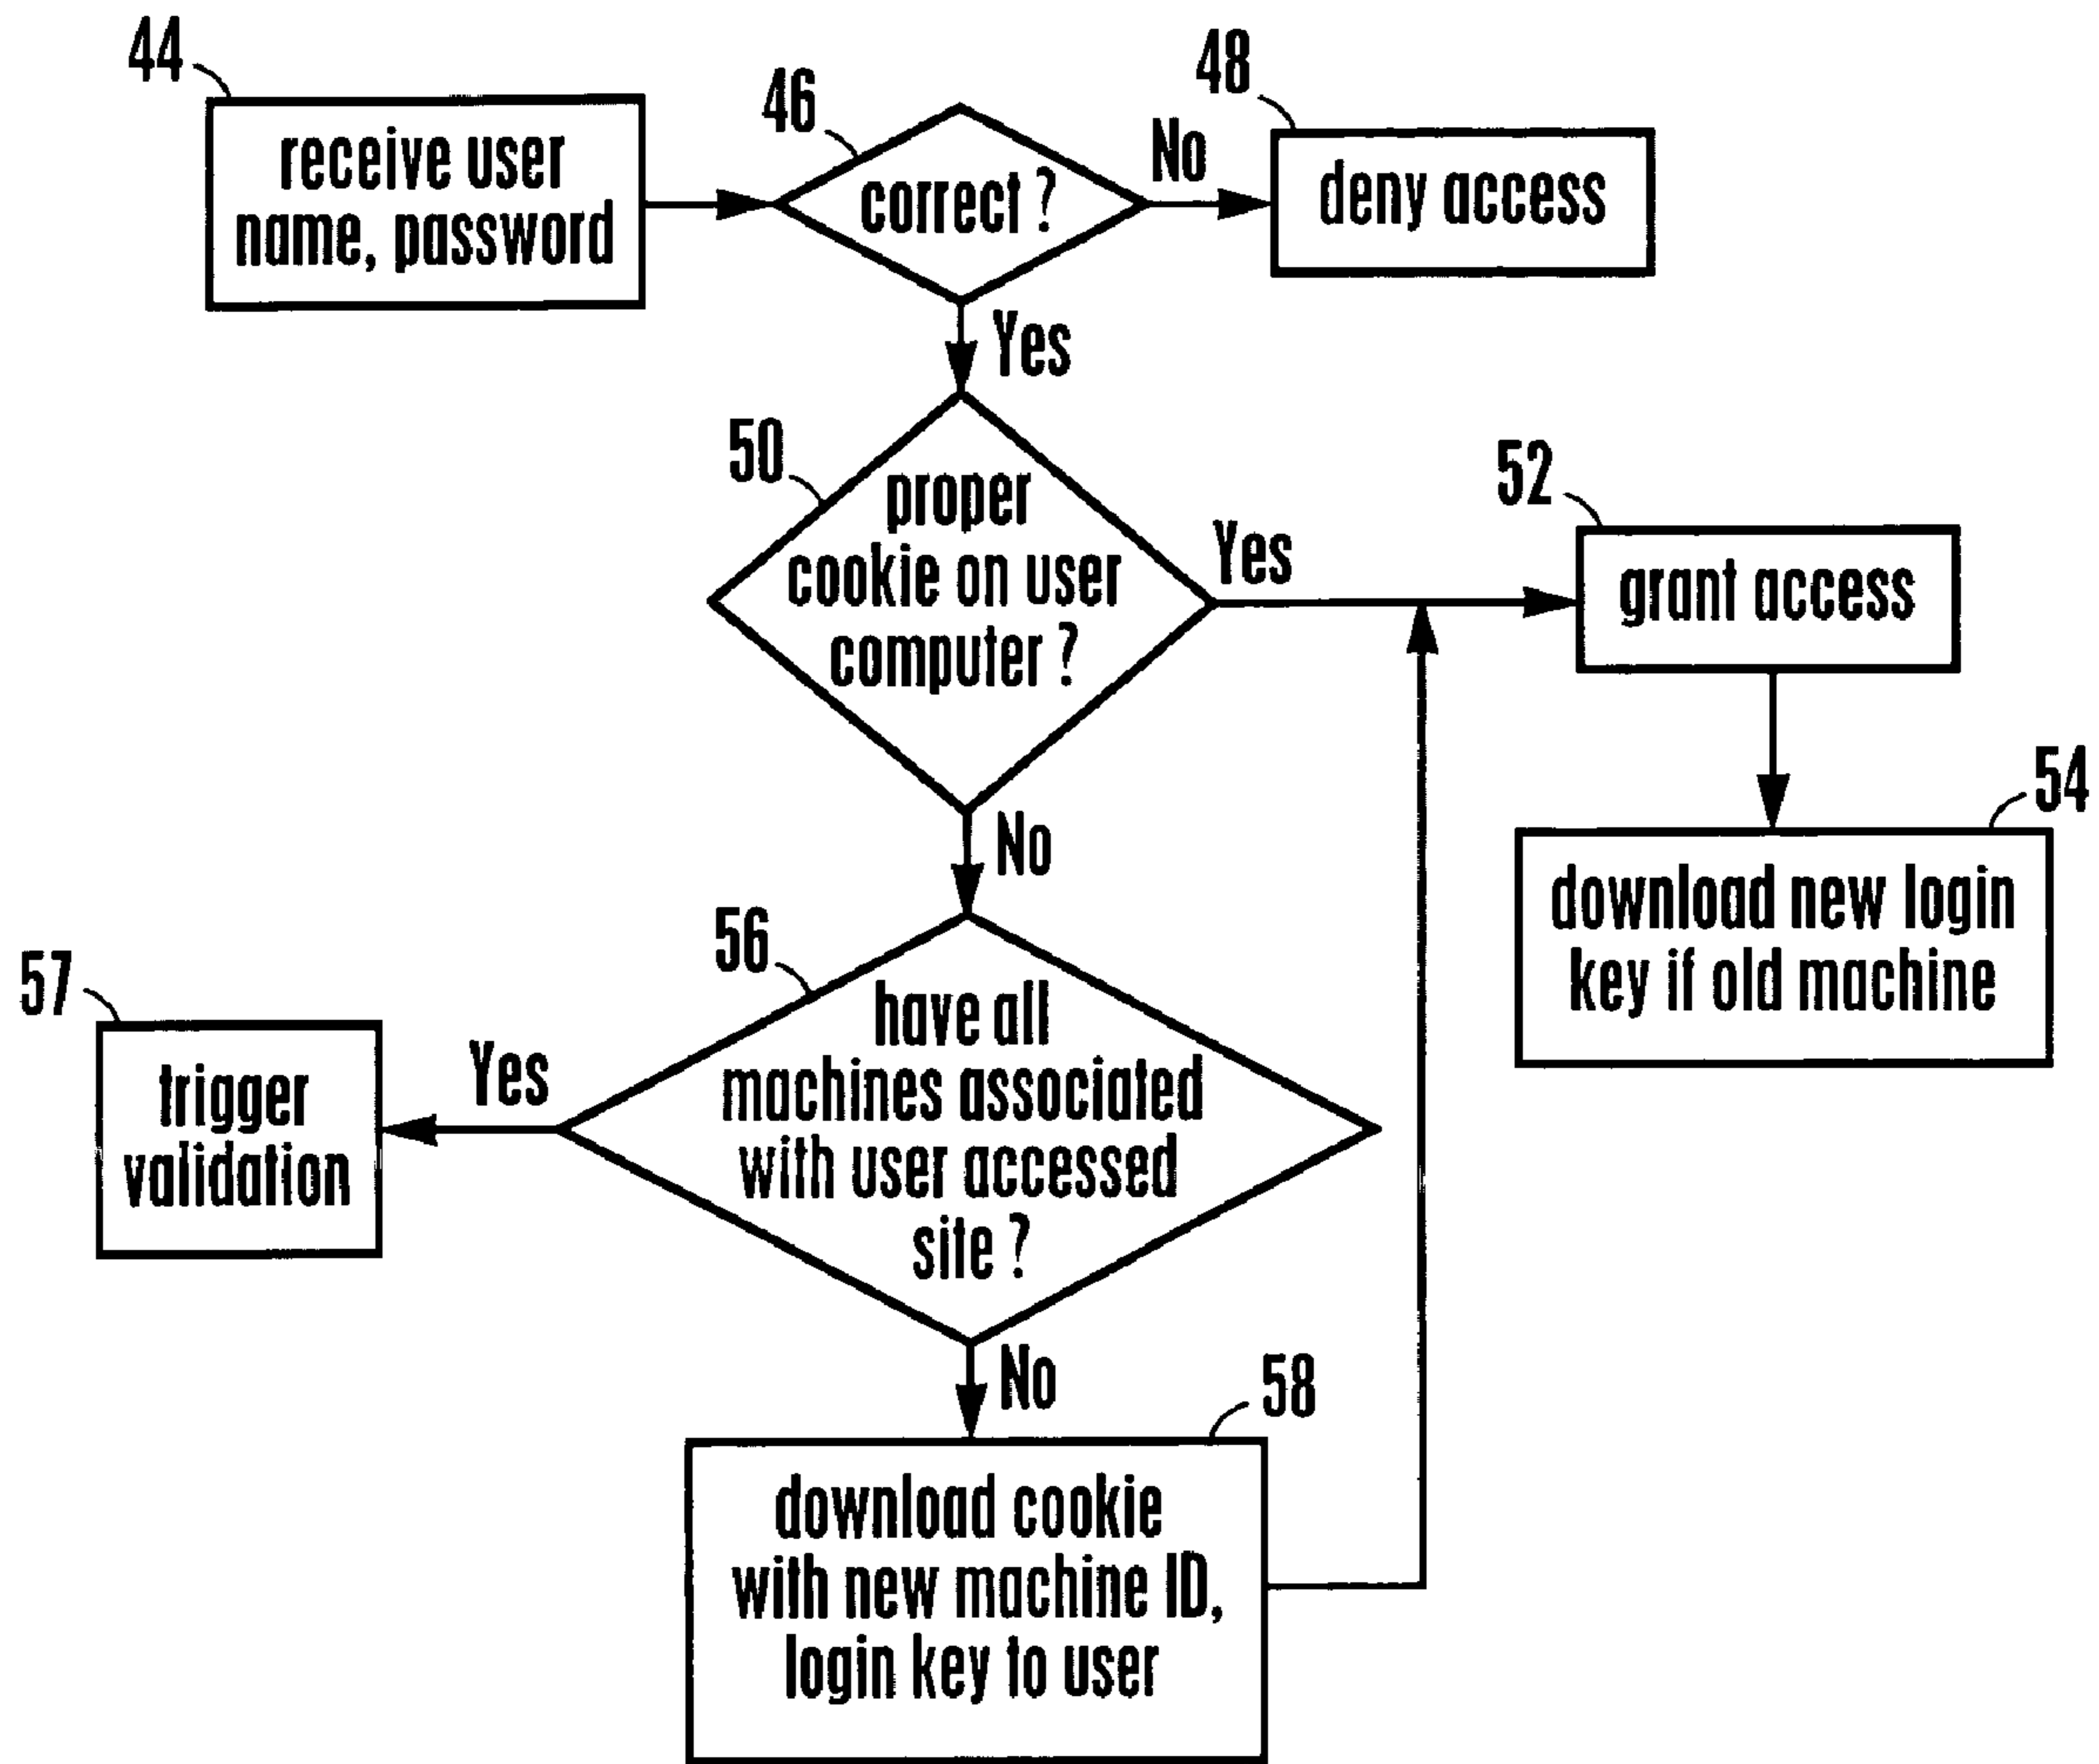 44
receive user
name, password
46
correct ?
No
48
deny access
Yes
50
proper
cookie on user
computer ?
Yes
52
grant access
54
download new login
key if old machine
No
56
have all
machines associated
with user accessed
site ?
Yes
57
trigger
validation
No
58
download cookie
with new machine ID,
login key to user